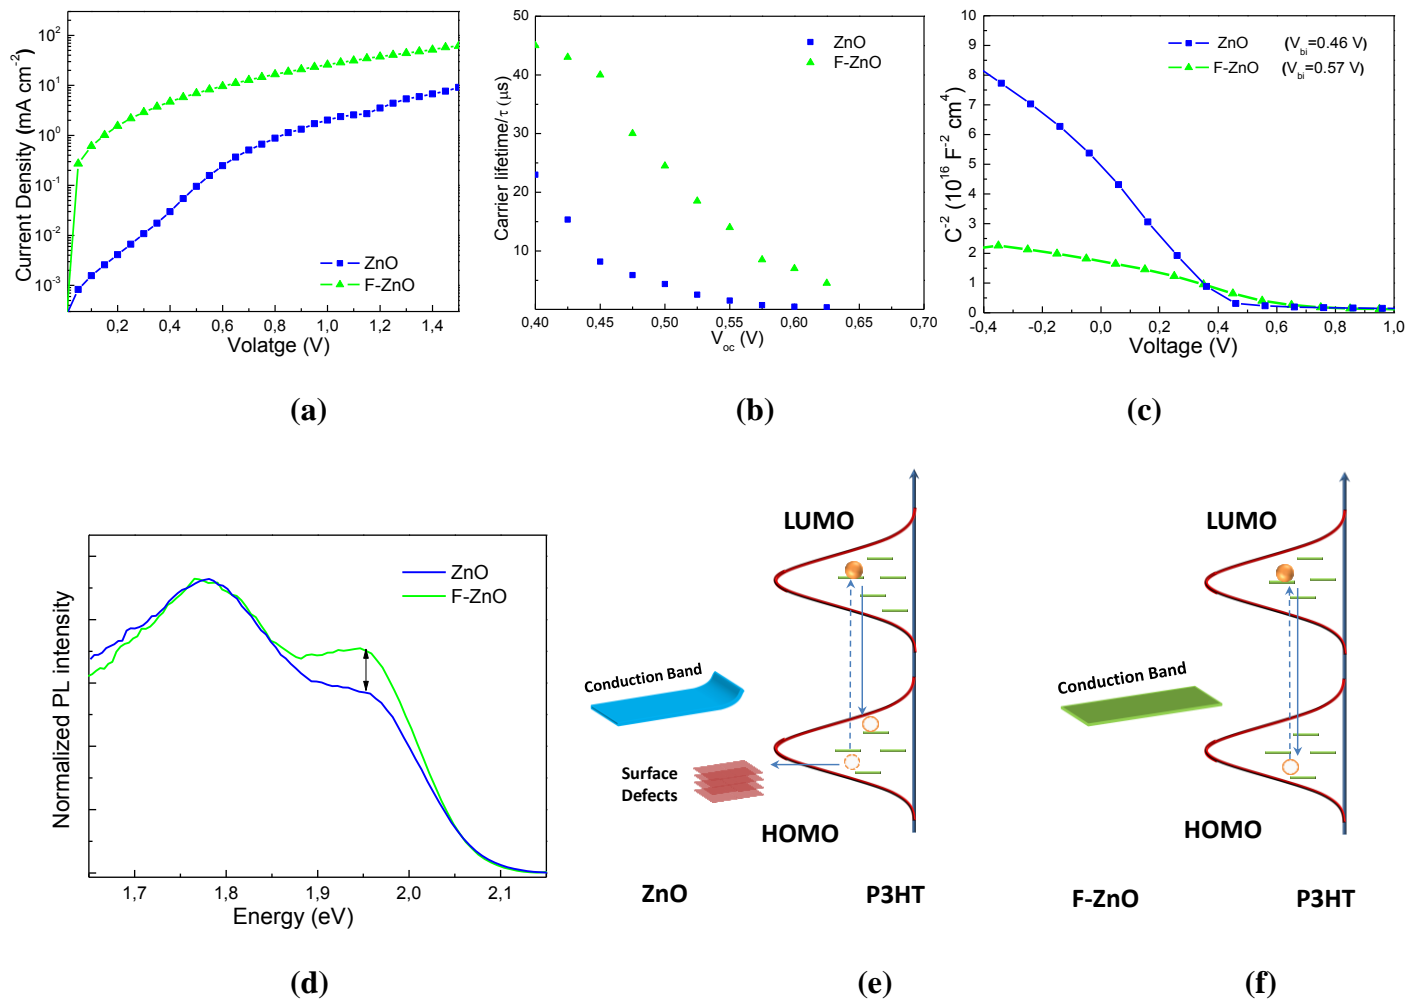 10²
10¹
10⁰
10⁻¹
10⁻²
10⁻³
Current Density (mA cm⁻²)
ZnO
F-ZnO
0,2 0,4 0,6 0,8 1,0 1,2 1,4
Volatge (V)
(a)
50
40
30
20
10
Carrier lifetime/τ (μs)
ZnO
F-ZnO
0,40 0,45 0,50 0,55 0,60 0,65 0,70
V_oc (V)
(b)
10
9
8
7
6
5
4
3
2
1
0
C⁻² (10¹⁶ F⁻² cm⁴)
ZnO (V_bi=0.46 V)
F-ZnO (V_bi=0.57 V)
-0,4 -0,2 0,0 0,2 0,4 0,6 0,8 1,0
Voltage (V)
(c)
Normalized PL intensity
ZnO
F-ZnO
1,7 1,8 1,9 2,0 2,1
Energy (eV)
(d)
LUMO
Conduction Band
Surface
Defects
HOMO
ZnO P3HT
(e)
LUMO
Conduction Band
HOMO
F-ZnO P3HT
(f)